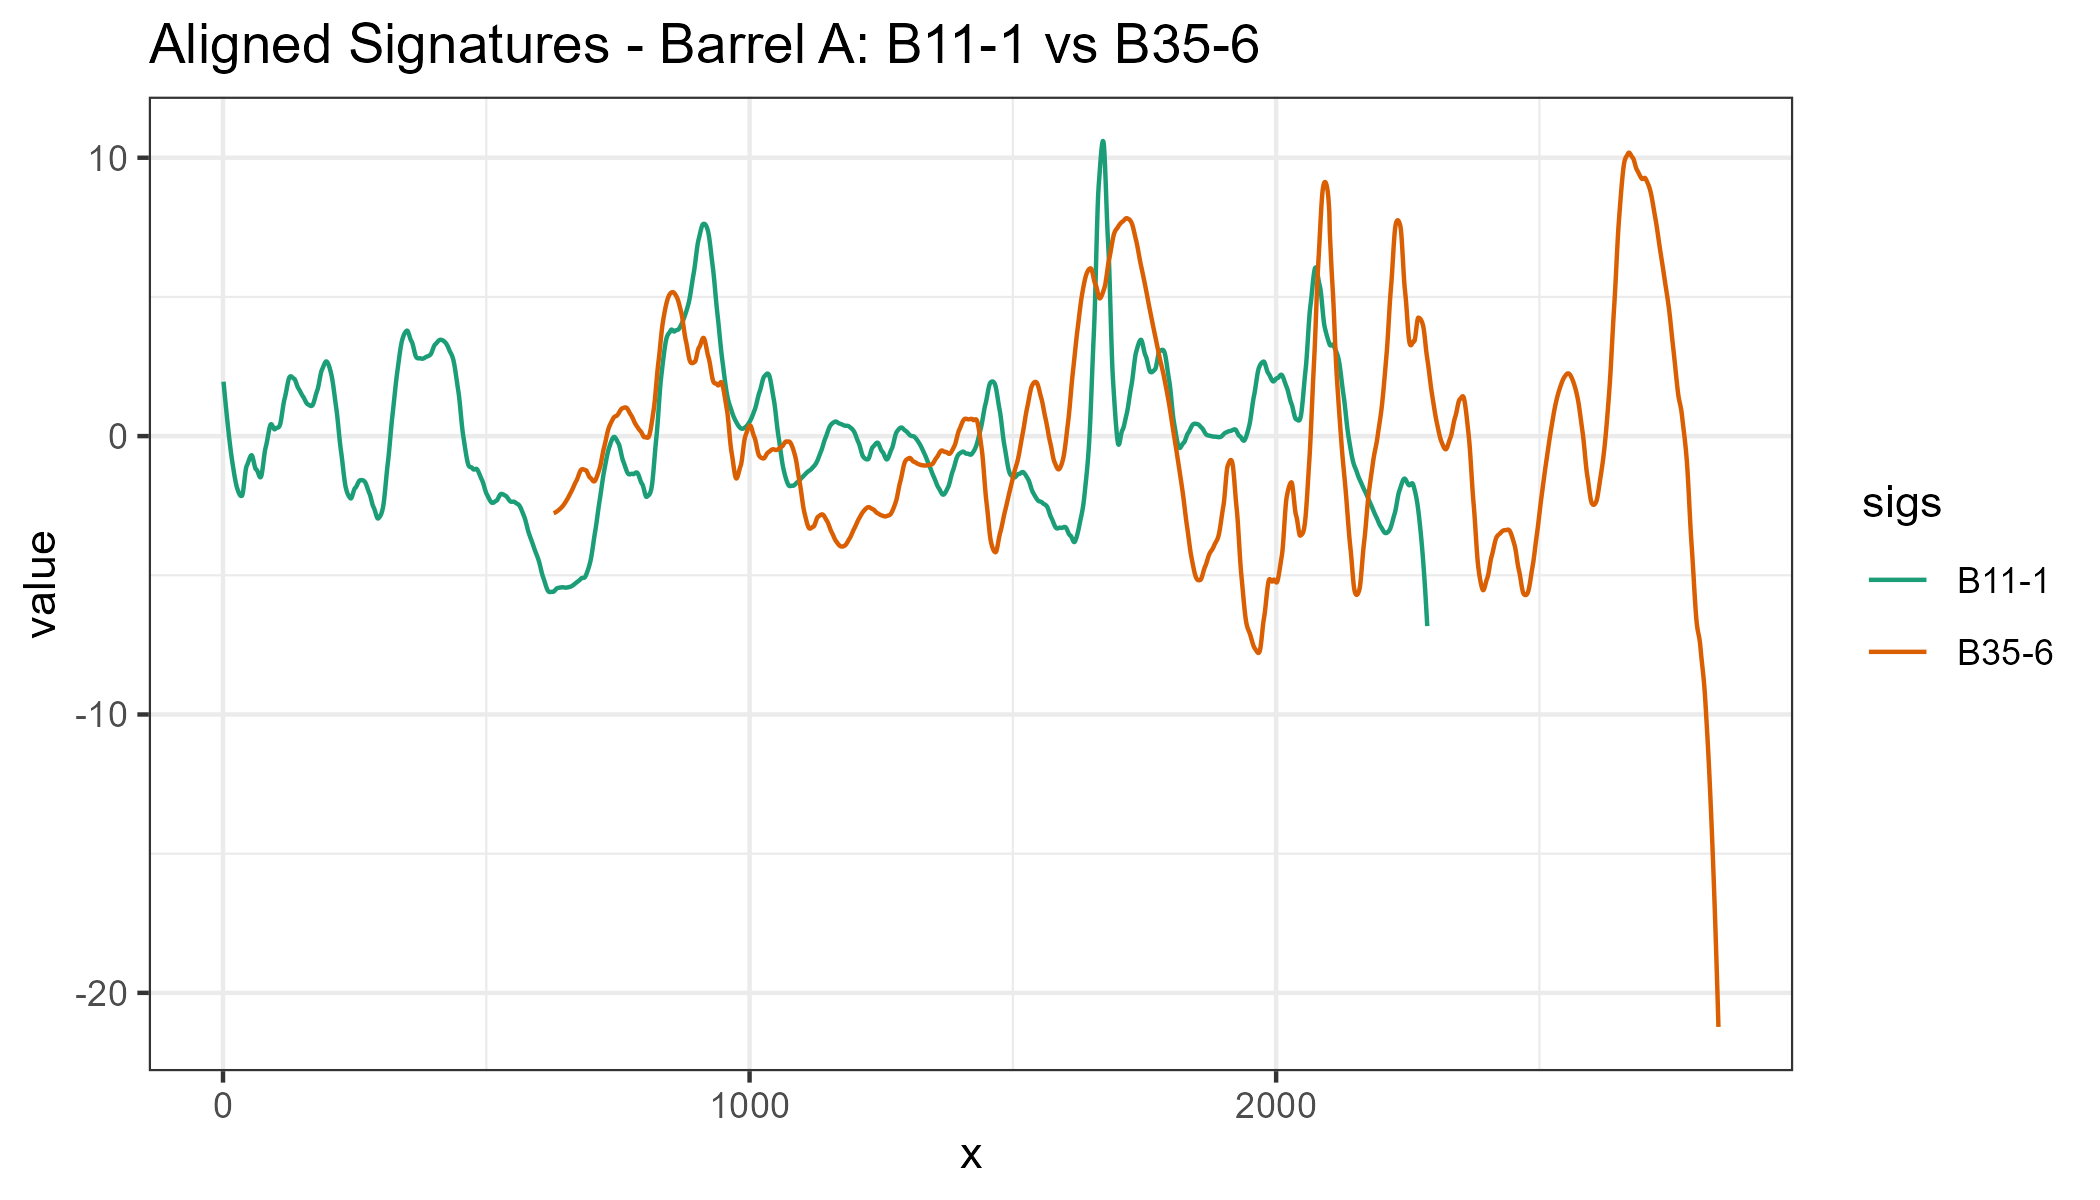 Aligned Signatures - Barrel A: B11-1 vs B35-6
10
0
-10
-20
value
0 1000 2000
x
sigs
B11-1
B35-6